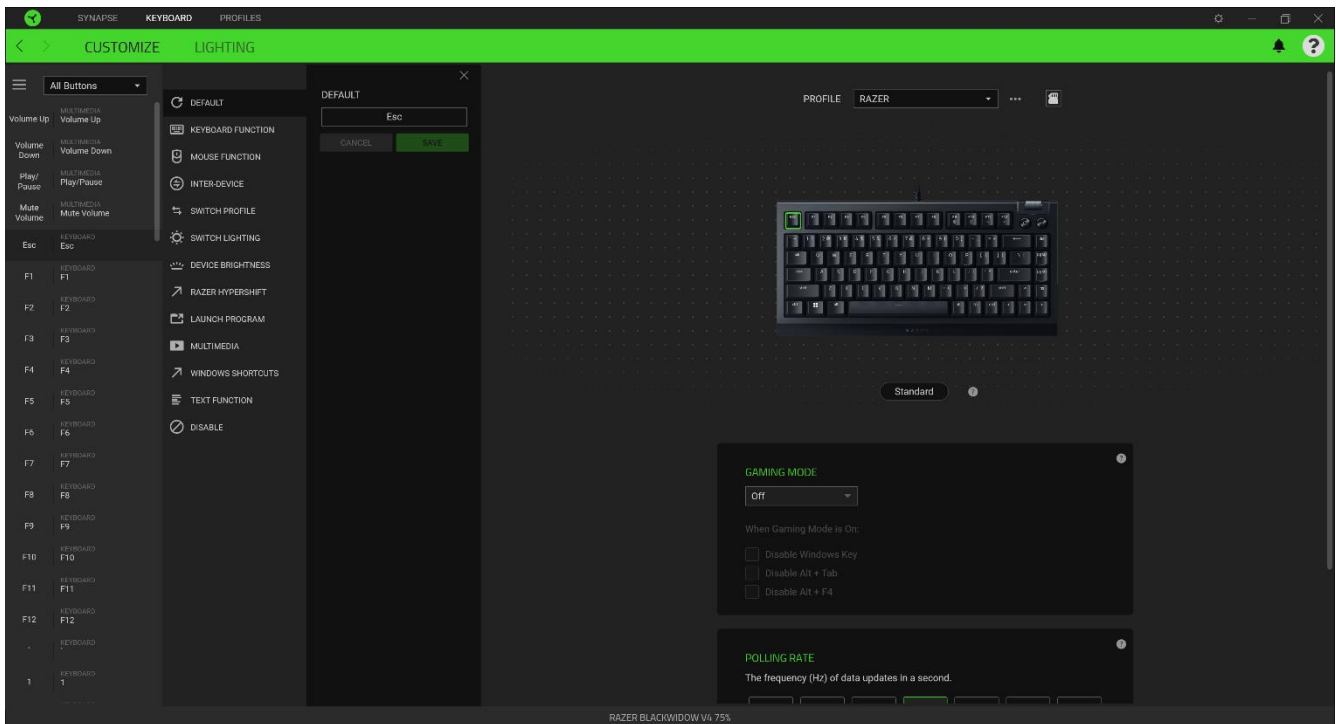 SYNAPSE KEYBOARD PROFILES
CUSTOMIZE LIGHTING
All Buttons
Volume Up MULTIMEDIA Volume Up
Volume Down MULTIMEDIA Volume Down
Play/Pause MULTIMEDIA Play/Pause
Mute Volume MULTIMEDIA Mute Volume
Esc KEYBOARD Esc
F1 KEYBOARD F1
F2 KEYBOARD F2
F3 KEYBOARD F3
F4 KEYBOARD F4
F5 KEYBOARD F5
F6 KEYBOARD F6
F7 KEYBOARD F7
F8 KEYBOARD F8
F9 KEYBOARD F9
F10 KEYBOARD F10
F11 KEYBOARD F11
F12 KEYBOARD F12
` KEYBOARD `
1 KEYBOARD 1
DEFAULT
KEYBOARD FUNCTION
MOUSE FUNCTION
INTER-DEVICE
SWITCH PROFILE
SWITCH LIGHTING
DEVICE BRIGHTNESS
RAZER HYPERSHIFT
LAUNCH PROGRAM
MULTIMEDIA
WINDOWS SHORTCUTS
TEXT FUNCTION
DISABLE
DEFAULT
Esc
CANCEL SAVE
PROFILE RAZER
Standard
GAMING MODE
Off
When Gaming Mode is On:
Disable Windows Key
Disable Alt + Tab
Disable Alt + F4
POLLING RATE
The frequency (Hz) of data updates in a second.
RAZER BLACKWIDOW V4 75%